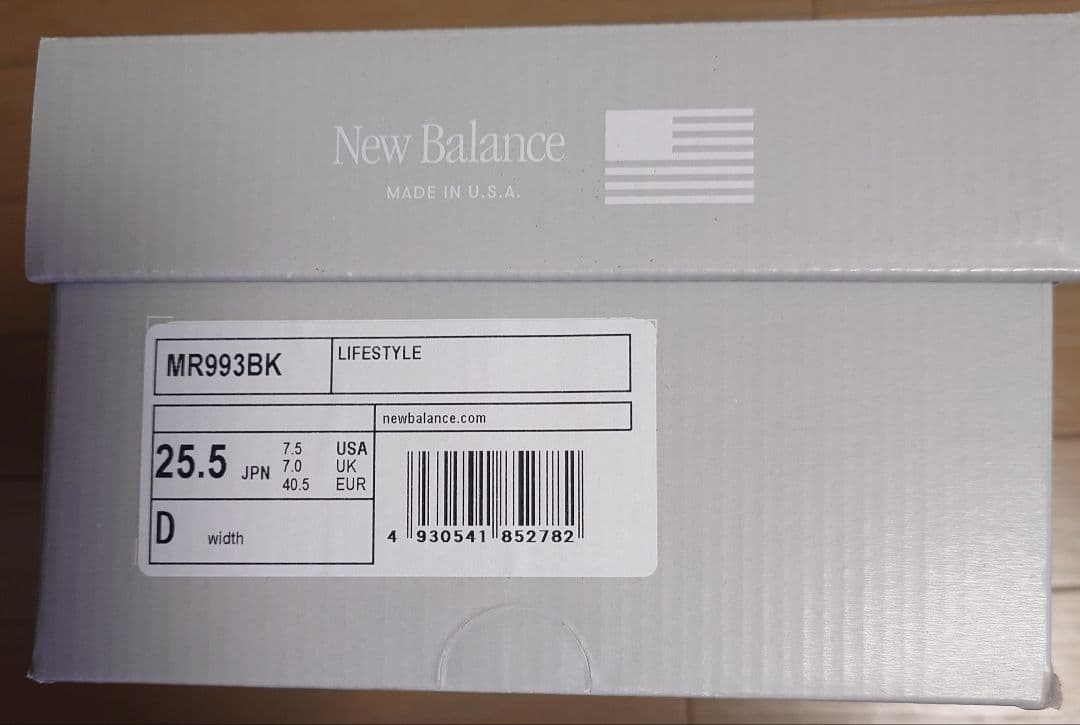 New Balance
MADE IN U.S.A.
MR993BK
LIFESTYLE
newbalance.com
25.5 JPN
7.5 USA
7.0 UK
40.5 EUR
D width
4 930541 852782